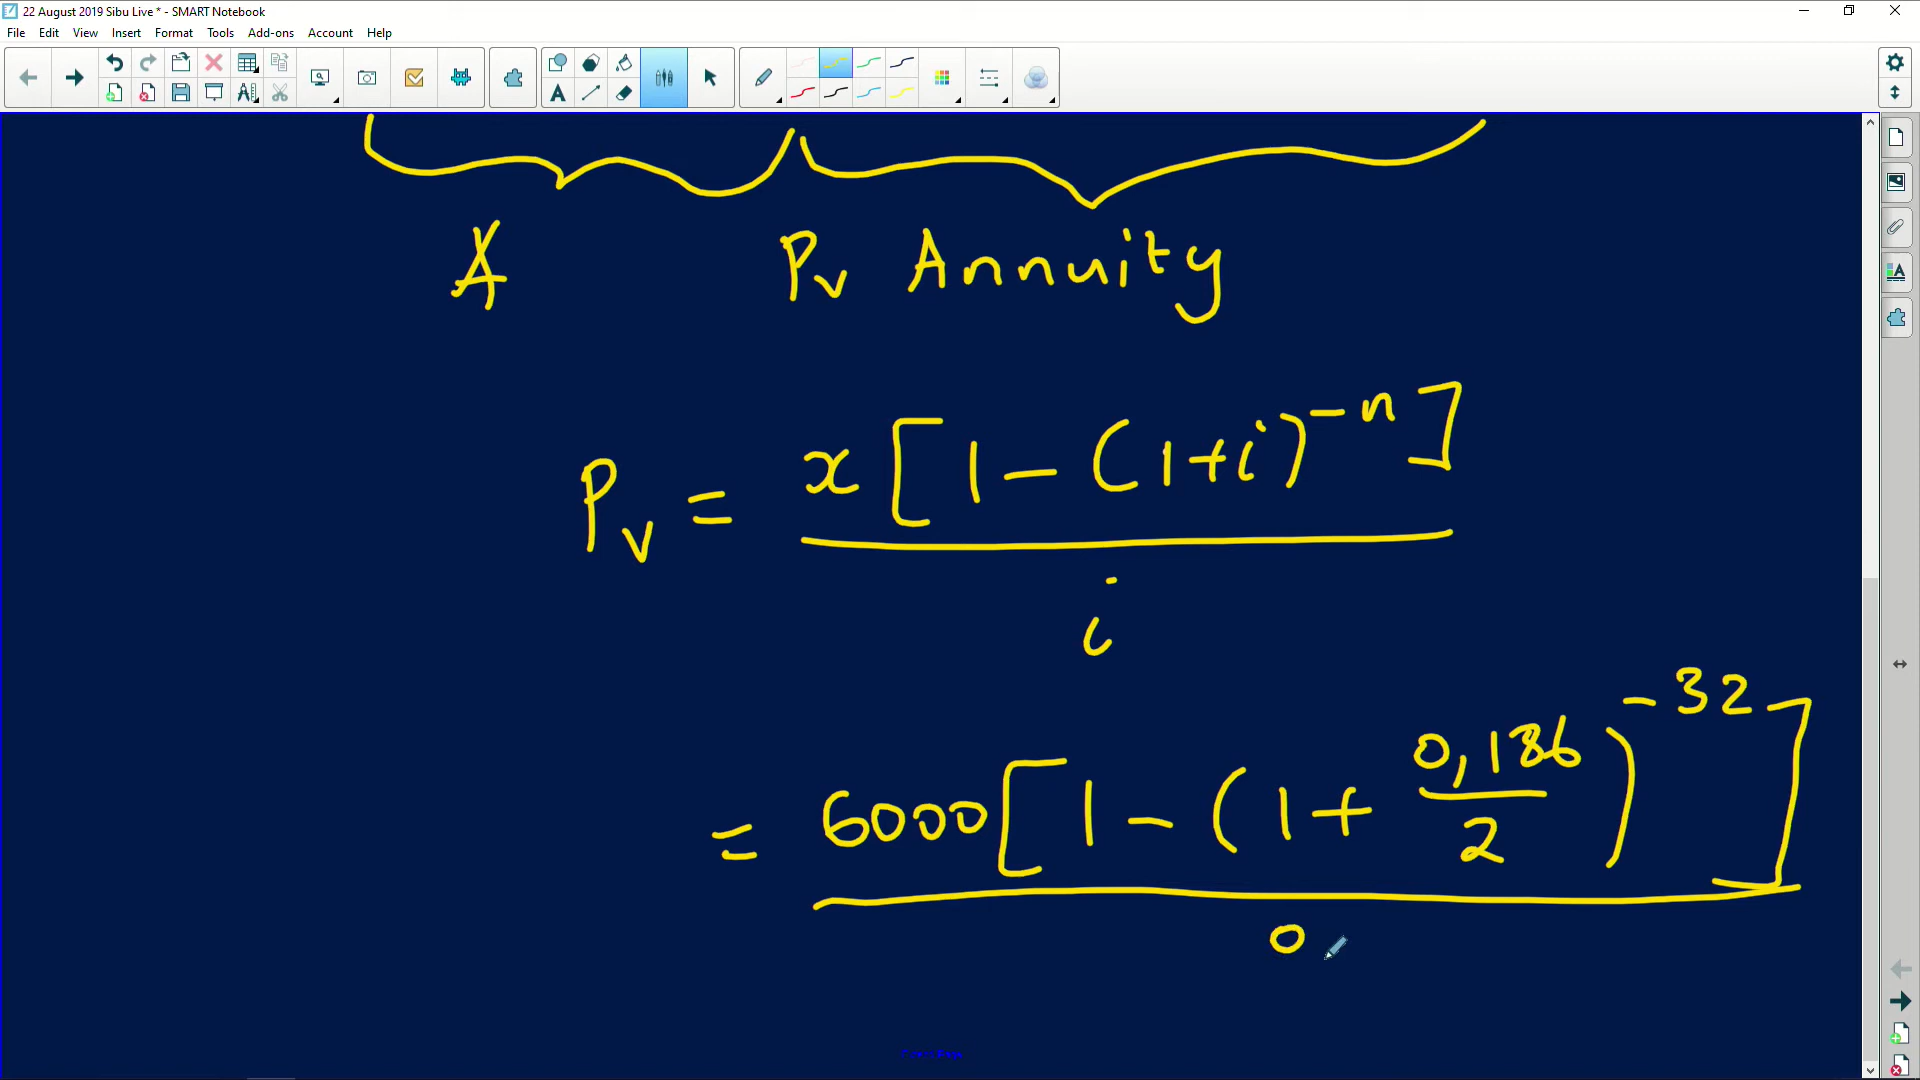 22 August 2019 Sibu Live * - SMART Notebook
File Edit View Insert Format Tools Add-ons Account Help
A Pv Annuity
Pv = x[1 - (1+i)^-n]
i
= 6000[1 - (1 + 0,186/2)^-32]
0